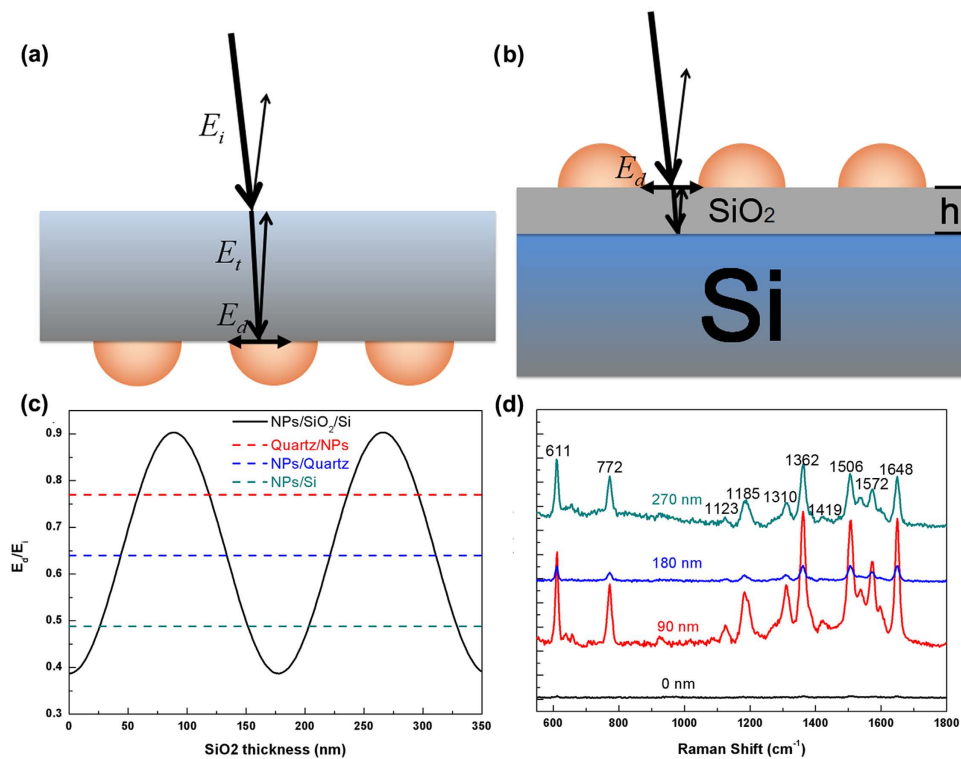 (a)
E_i
E_t
E_d
(b)
E_d
SiO₂
h
Si
(c)
NPs/SiO₂/Si
Quartz/NPs
NPs/Quartz
NPs/Si
0.9
0.8
0.7
0.6
0.5
0.4
0.3
E_d/E_i
0 50 100 150 200 250 300 350
SiO2 thickness (nm)
(d)
611
772
1123
1185
1310
1362
1419
1506
1572
1648
270 nm
180 nm
90 nm
0 nm
600 800 1000 1200 1400 1600 1800
Raman Shift (cm⁻¹)